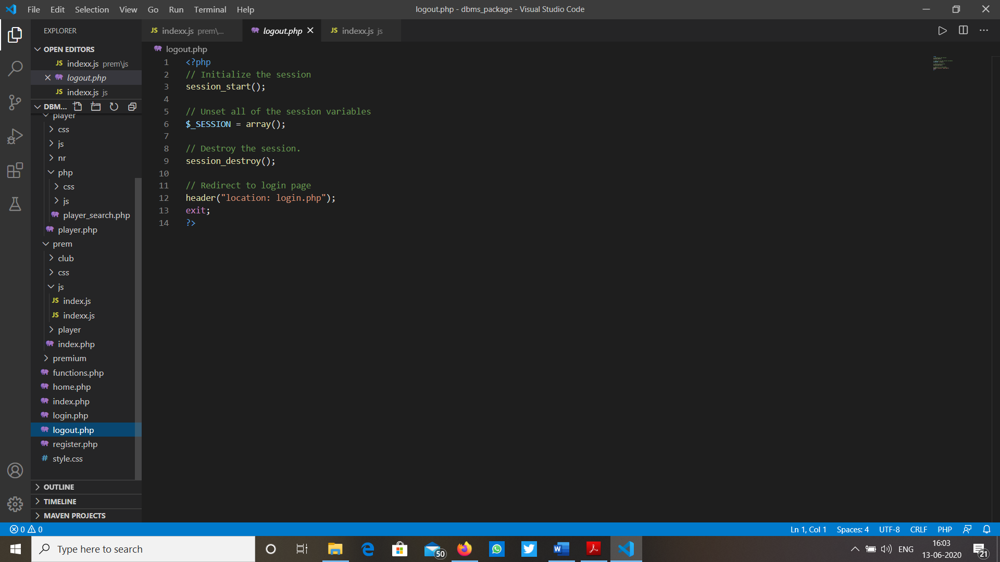 File Edit Selection View Go Run Terminal Help
logout.php - dbms_package - Visual Studio Code
EXPLORER
OPEN EDITORS
JS indexx.js prem\js
logout.php
JS indexx.js js
DBM...
player
css
js
nr
php
css
js
player_search.php
player.php
prem
club
css
js
JS index.js
JS indexx.js
player
index.php
premium
functions.php
home.php
index.php
login.php
logout.php
register.php
# style.css
OUTLINE
TIMELINE
MAVEN PROJECTS
JS indexx.js prem\...
logout.php
JS indexx.js js
logout.php
1 <?php
2 // Initialize the session
3 session_start();
4
5 // Unset all of the session variables
6 $_SESSION = array();
7
8 // Destroy the session.
9 session_destroy();
10
11 // Redirect to login page
12 header("location: login.php");
13 exit;
14 ?>
0 0
Ln 1, Col 1 Spaces: 4 UTF-8 CRLF PHP
Type here to search
50
W
ENG
16:03
13-06-2020
21